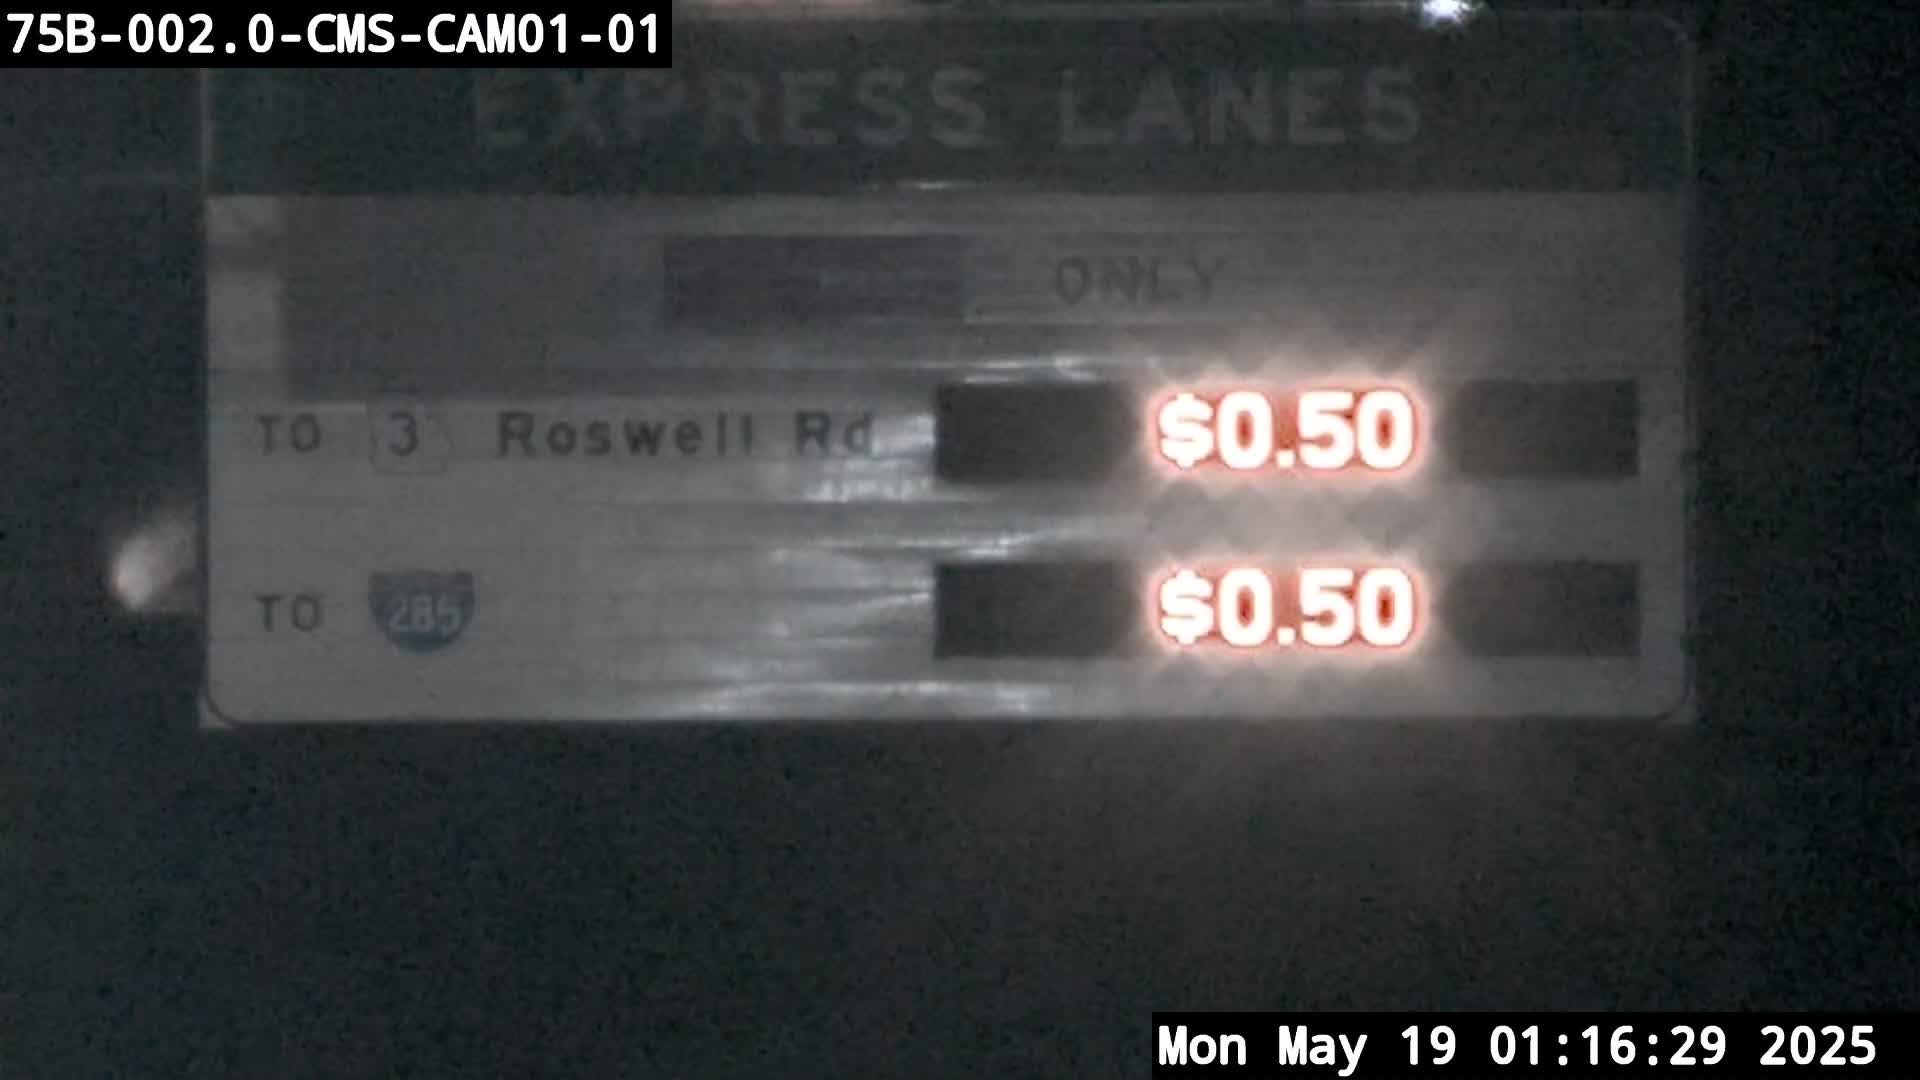 75B-002.0-CMS-CAM01-01
EXPRESS LANES
ONLY
TO 3 Roswell Rd $0.50
TO 285 $0.50
Mon May 19 01:16:29 2025